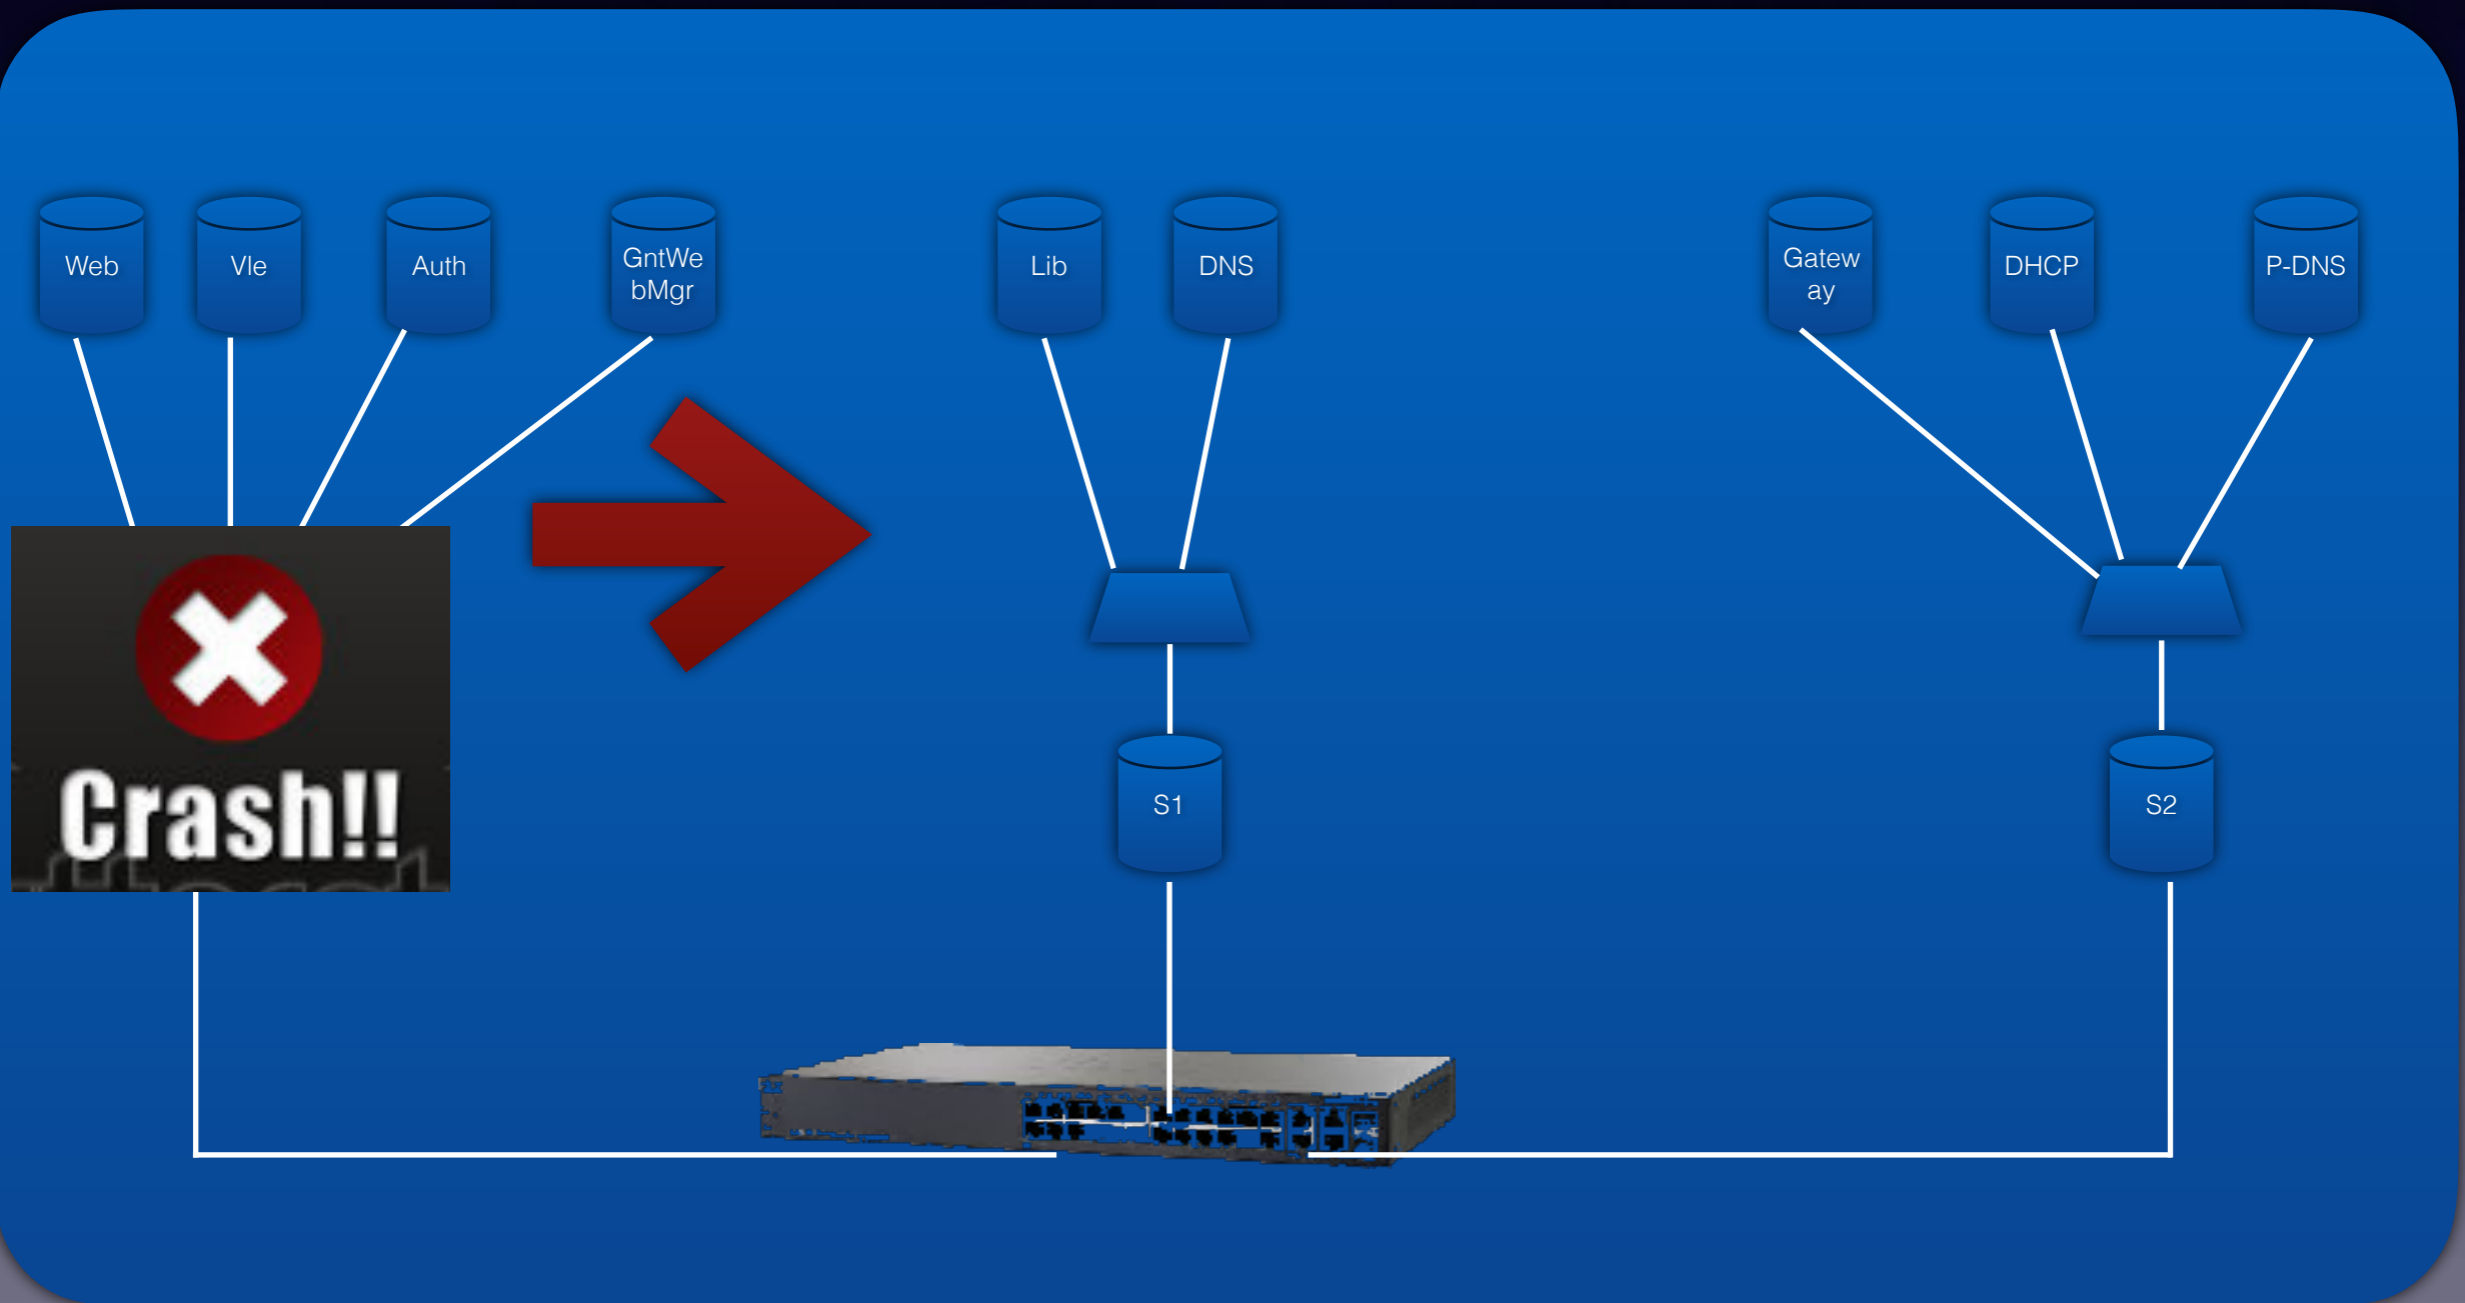 Web
Vle
Auth
GntWe
bMgr
Lib
DNS
Gatew
ay
DHCP
P-DNS
Crash!!
S1
S2